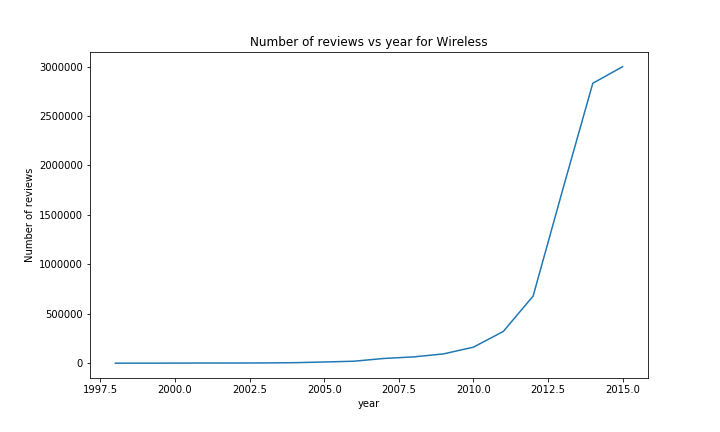 Number of reviews vs year for Wireless
3000000
2500000
2000000
1500000
1000000
500000
0
Number of reviews
1997.5 2000.0 2002.5 2005.0 2007.5 2010.0 2012.5 2015.0
year